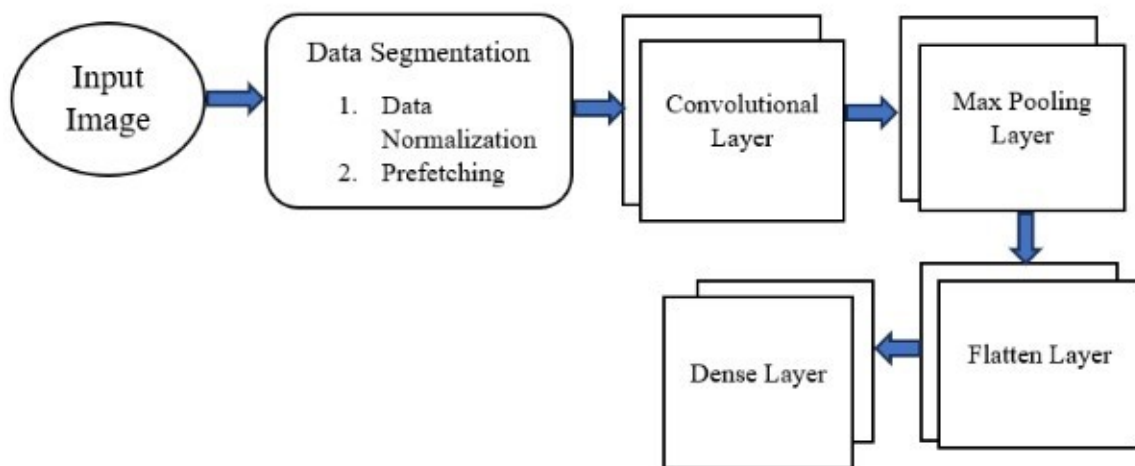 Input
Image
Data Segmentation
1. Data
Normalization
2. Prefetching
Convolutional
Layer
Max Pooling
Layer
Flatten Layer
Dense Layer